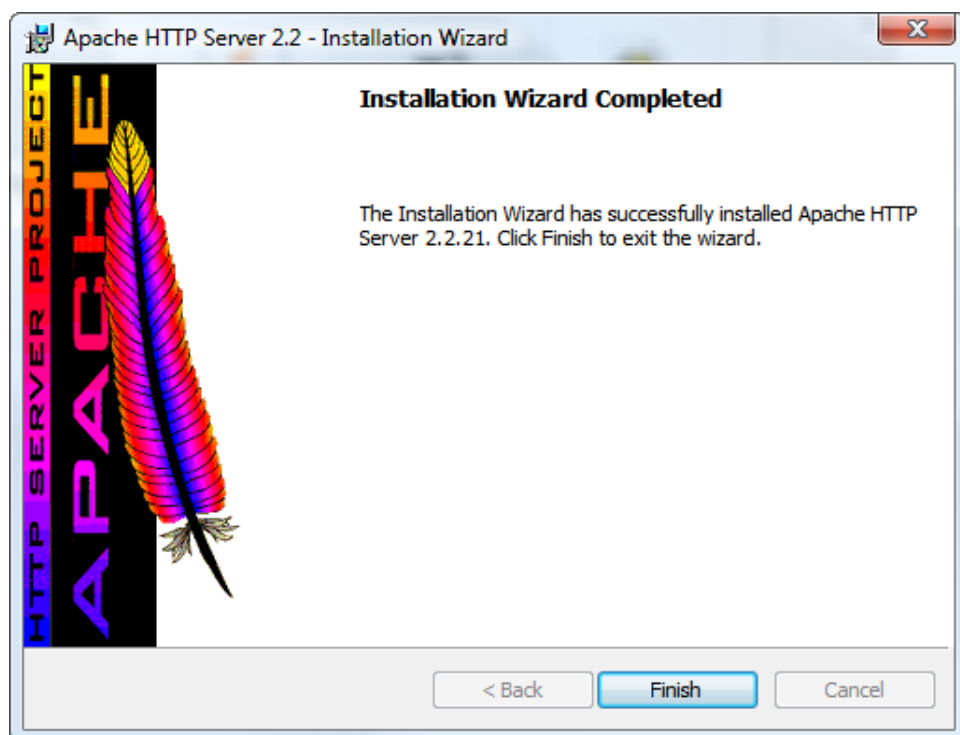 Apache HTTP Server 2.2 - Installation Wizard
HTTP SERVER PROJECT
APACHE
Installation Wizard Completed
The Installation Wizard has successfully installed Apache HTTP
Server 2.2.21. Click Finish to exit the wizard.
< Back
Finish
Cancel